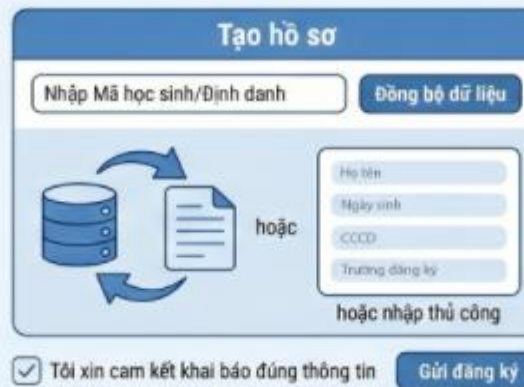 Tạo hồ sơ
Nhập Mã học sinh/Định danh
Đồng bộ dữ liệu
hoặc
Họ tên
Ngày sinh
CCCD
Trường đăng ký
hoặc nhập thủ công
Tôi xin cam kết khai báo đúng thông tin
Gửi đăng ký